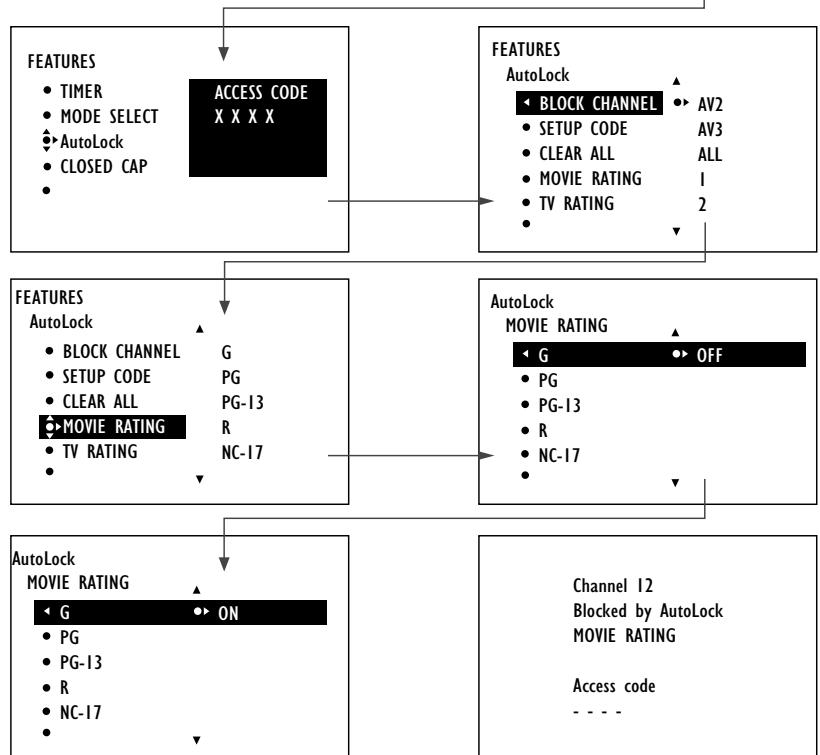 FEATURES
TIMER
MODE SELECT
AutoLock
CLOSED CAP
ACCESS CODE
X X X X
FEATURES
AutoLock
BLOCK CHANNEL AV2
SETUP CODE AV3
CLEAR ALL ALL
MOVIE RATING 1
TV RATING 2
FEATURES
AutoLock
BLOCK CHANNEL G
SETUP CODE PG
CLEAR ALL PG-13
MOVIE RATING R
TV RATING NC-17
AutoLock
MOVIE RATING
G OFF
PG
PG-13
R
NC-17
AutoLock
MOVIE RATING
G ON
PG
PG-13
R
NC-17
Channel 12
Blocked by AutoLock
MOVIE RATING
Access code
- - - -